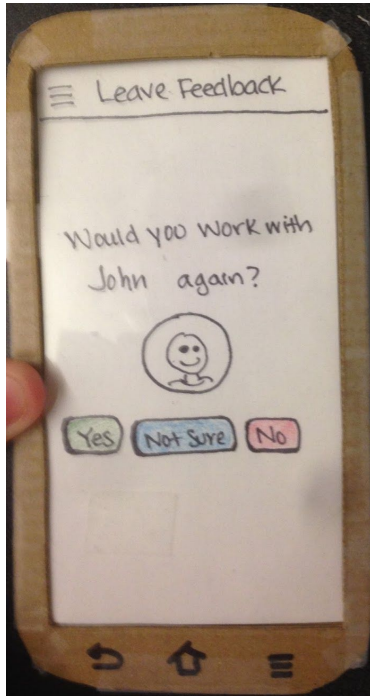 Leave Feedback
Would you work with
John again?
Yes Not Sure No